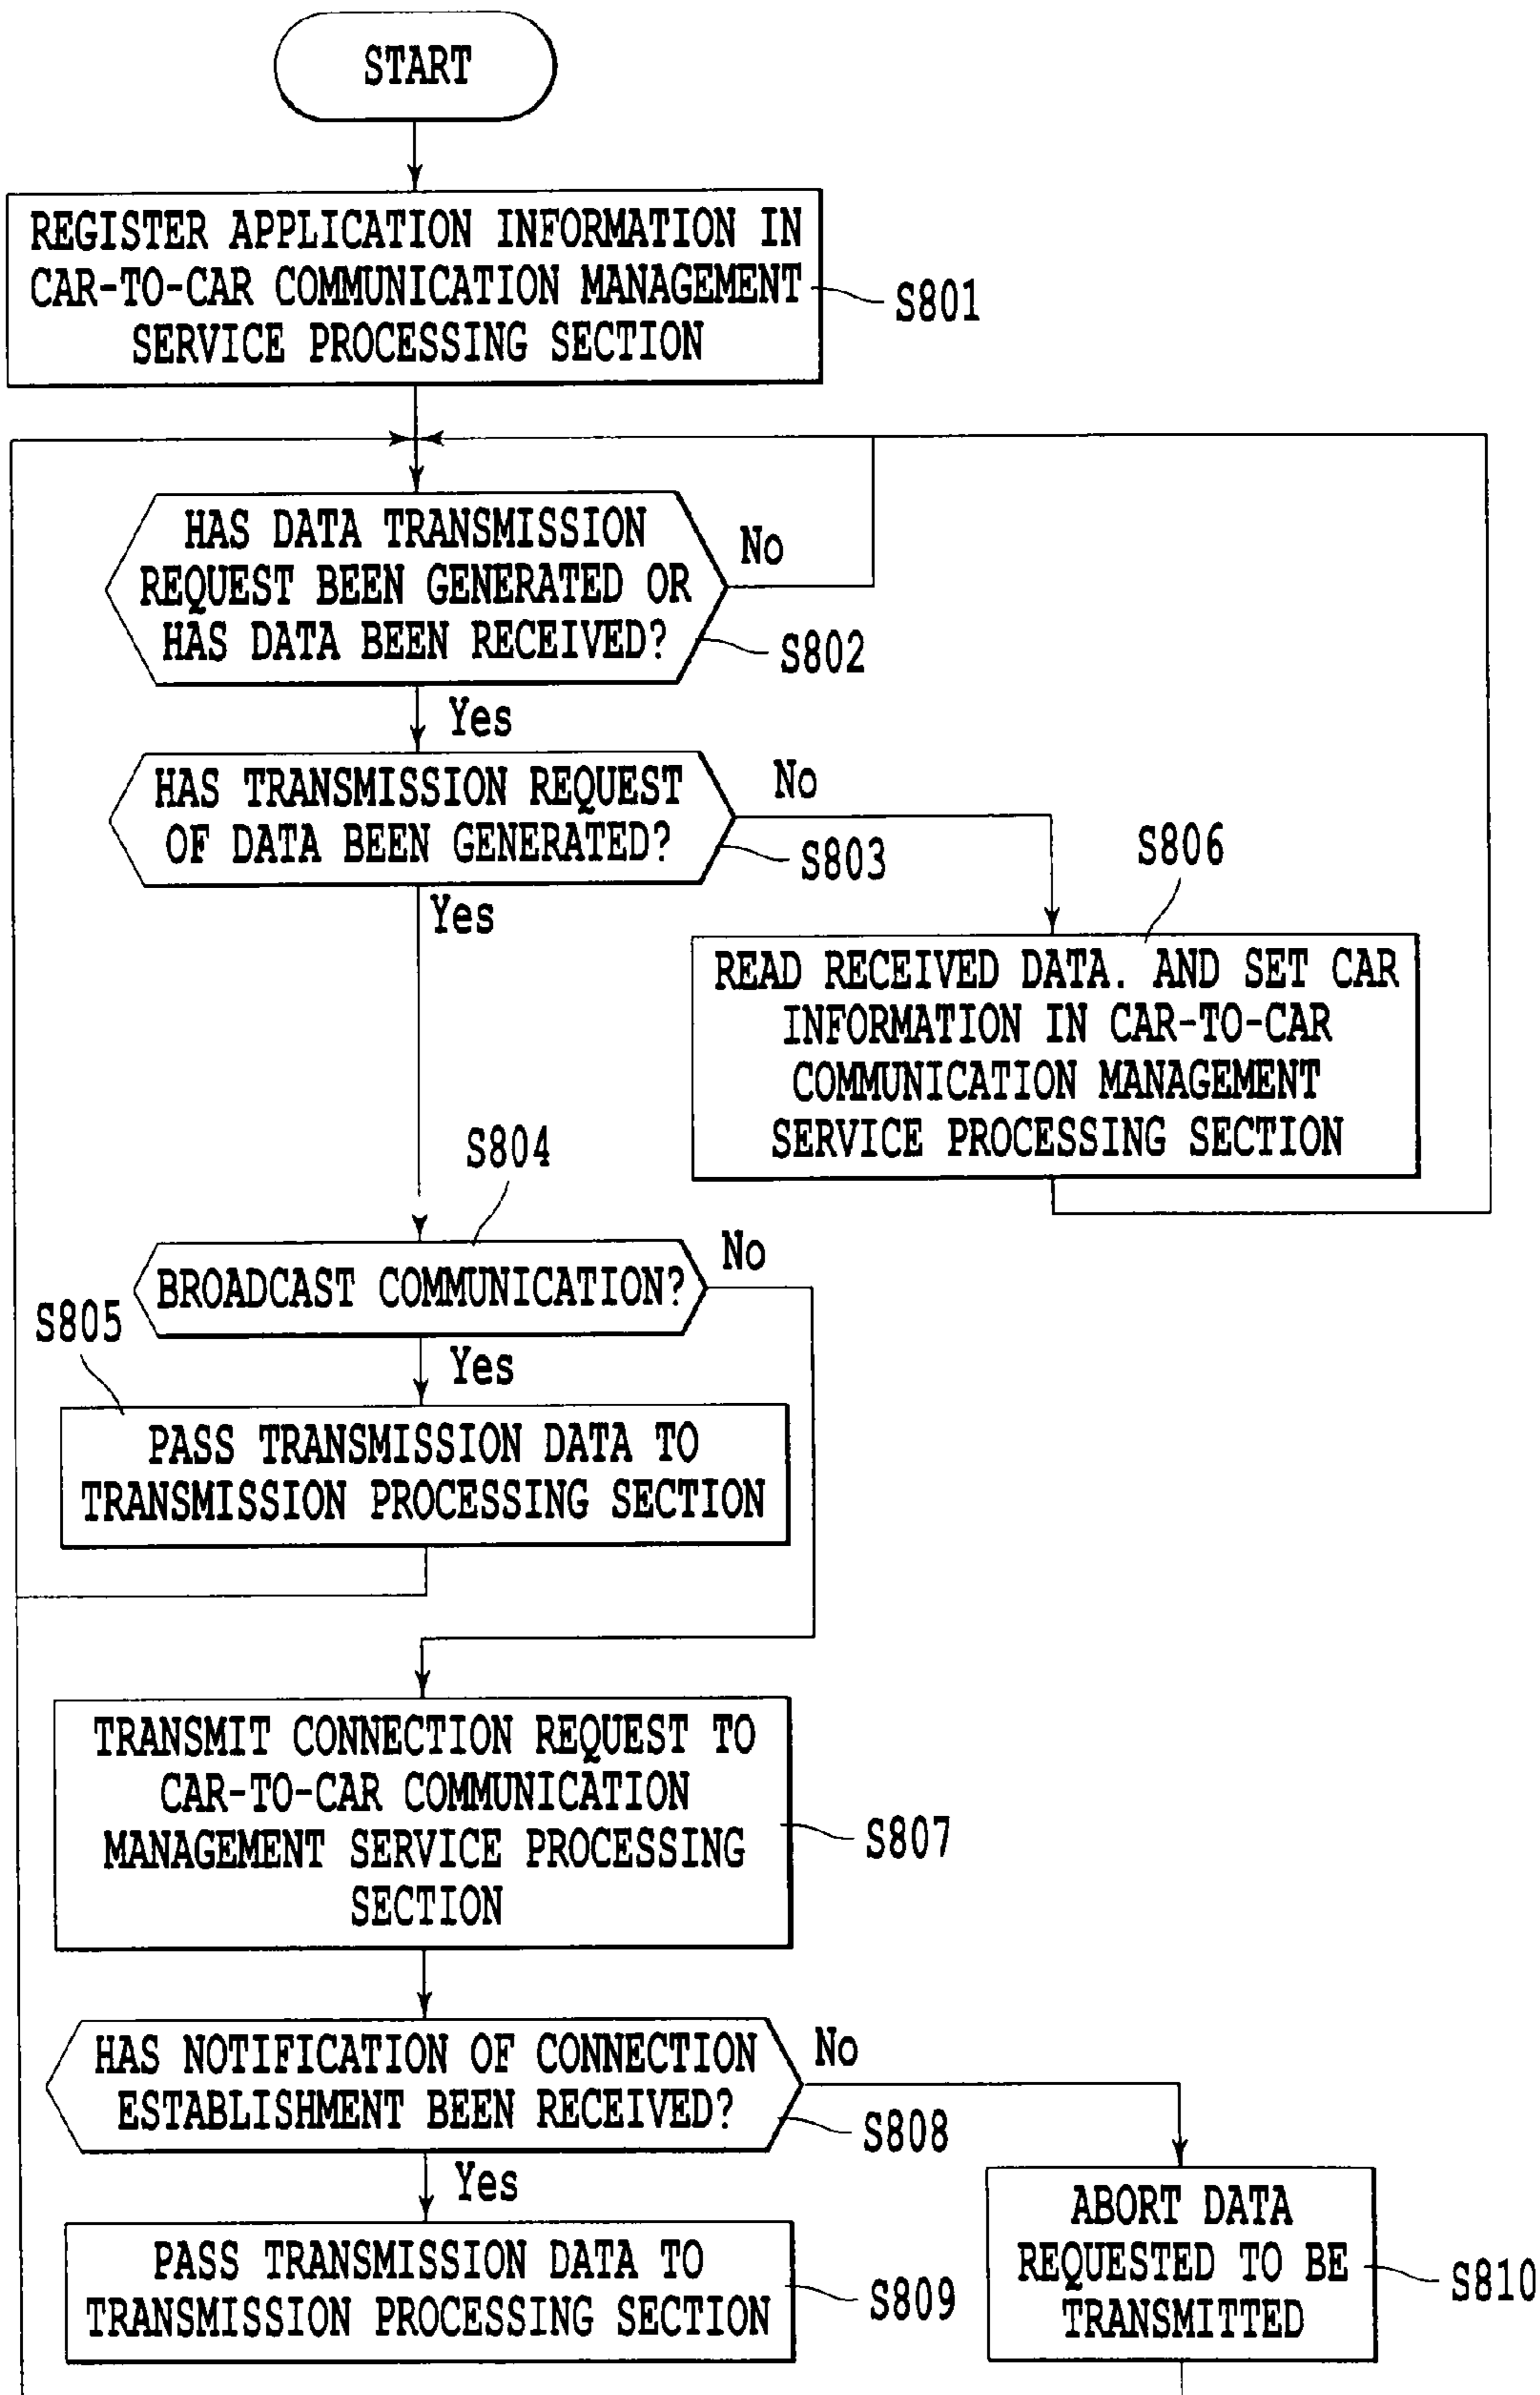 START
REGISTER APPLICATION INFORMATION IN
CAR-TO-CAR COMMUNICATION MANAGEMENT
SERVICE PROCESSING SECTION
S801
HAS DATA TRANSMISSION
REQUEST BEEN GENERATED OR
HAS DATA BEEN RECEIVED?
No
S802
Yes
HAS TRANSMISSION REQUEST
OF DATA BEEN GENERATED?
No
S803
Yes
S806
READ RECEIVED DATA. AND SET CAR
INFORMATION IN CAR-TO-CAR
COMMUNICATION MANAGEMENT
SERVICE PROCESSING SECTION
S804
BROADCAST COMMUNICATION?
No
S805
Yes
PASS TRANSMISSION DATA TO
TRANSMISSION PROCESSING SECTION
TRANSMIT CONNECTION REQUEST TO
CAR-TO-CAR COMMUNICATION
MANAGEMENT SERVICE PROCESSING
SECTION
S807
HAS NOTIFICATION OF CONNECTION
ESTABLISHMENT BEEN RECEIVED?
No
S808
Yes
PASS TRANSMISSION DATA TO
TRANSMISSION PROCESSING SECTION
S809
ABORT DATA
REQUESTED TO BE
TRANSMITTED
S810